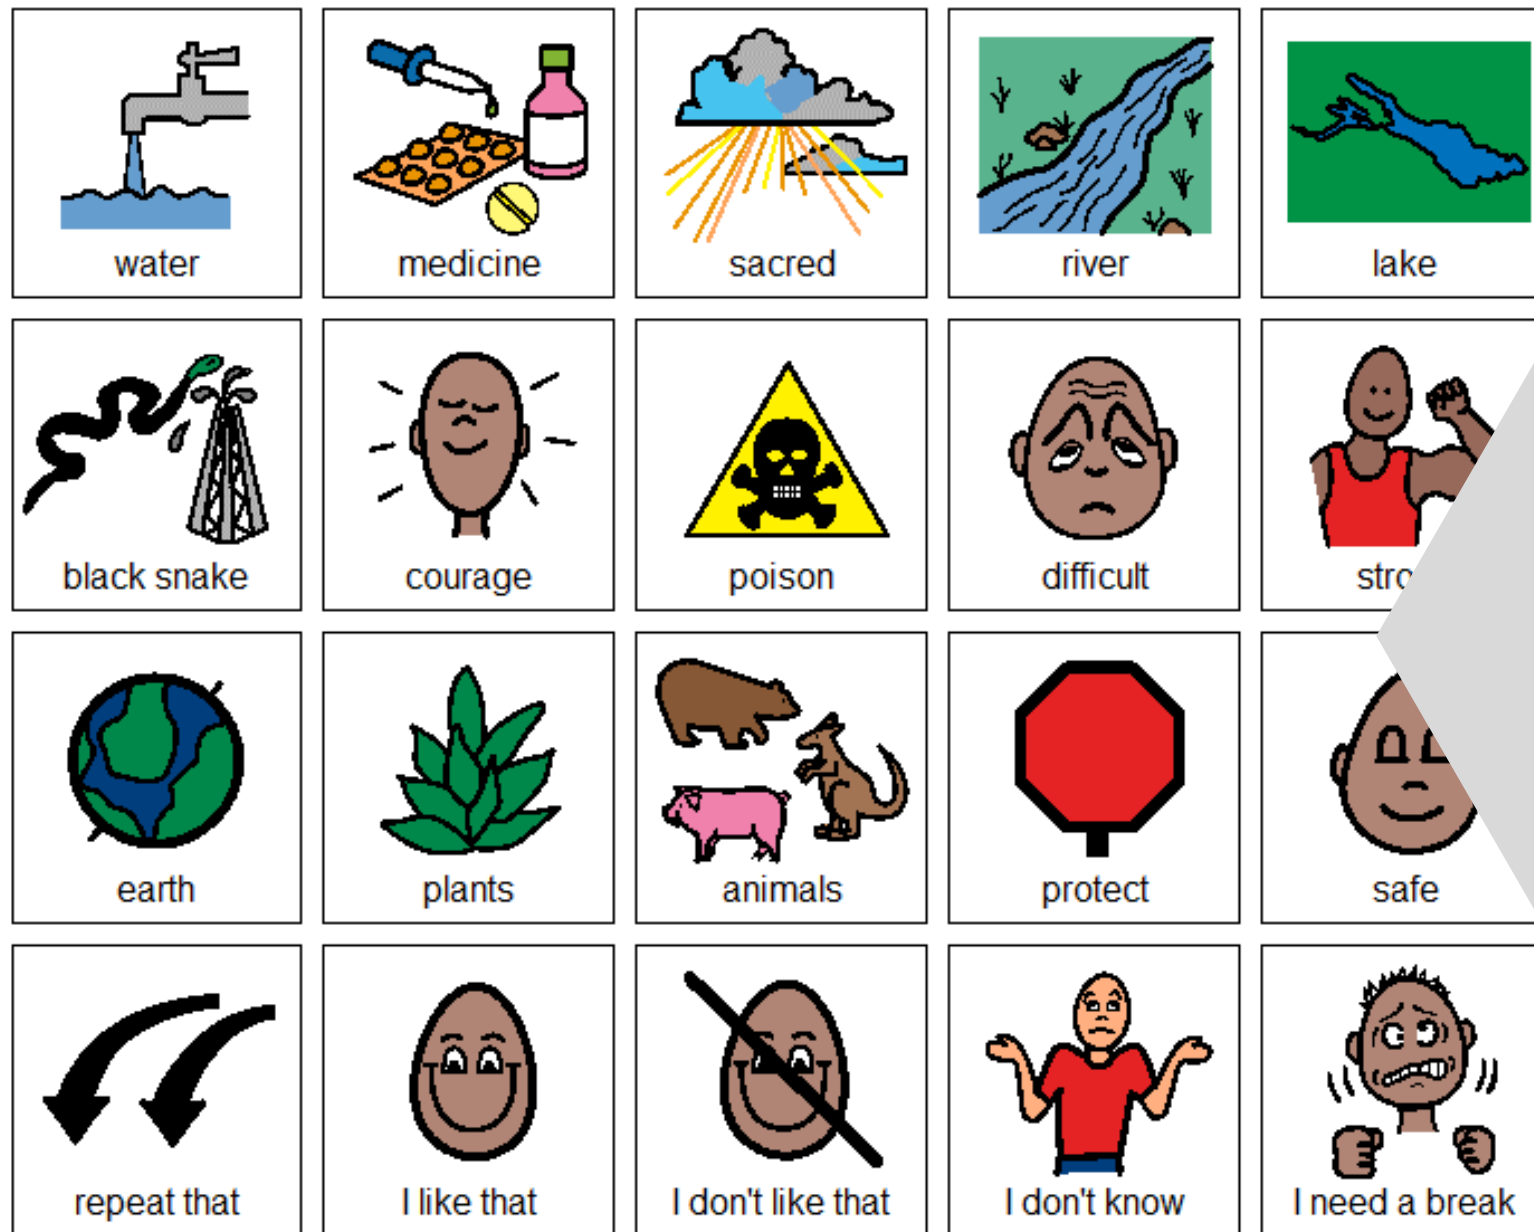 water
medicine
sacred
river
lake
black snake
courage
poison
difficult
earth
plants
animals
protect
safe
repeat that
I like that
I don't like that
I don't know
I need a break